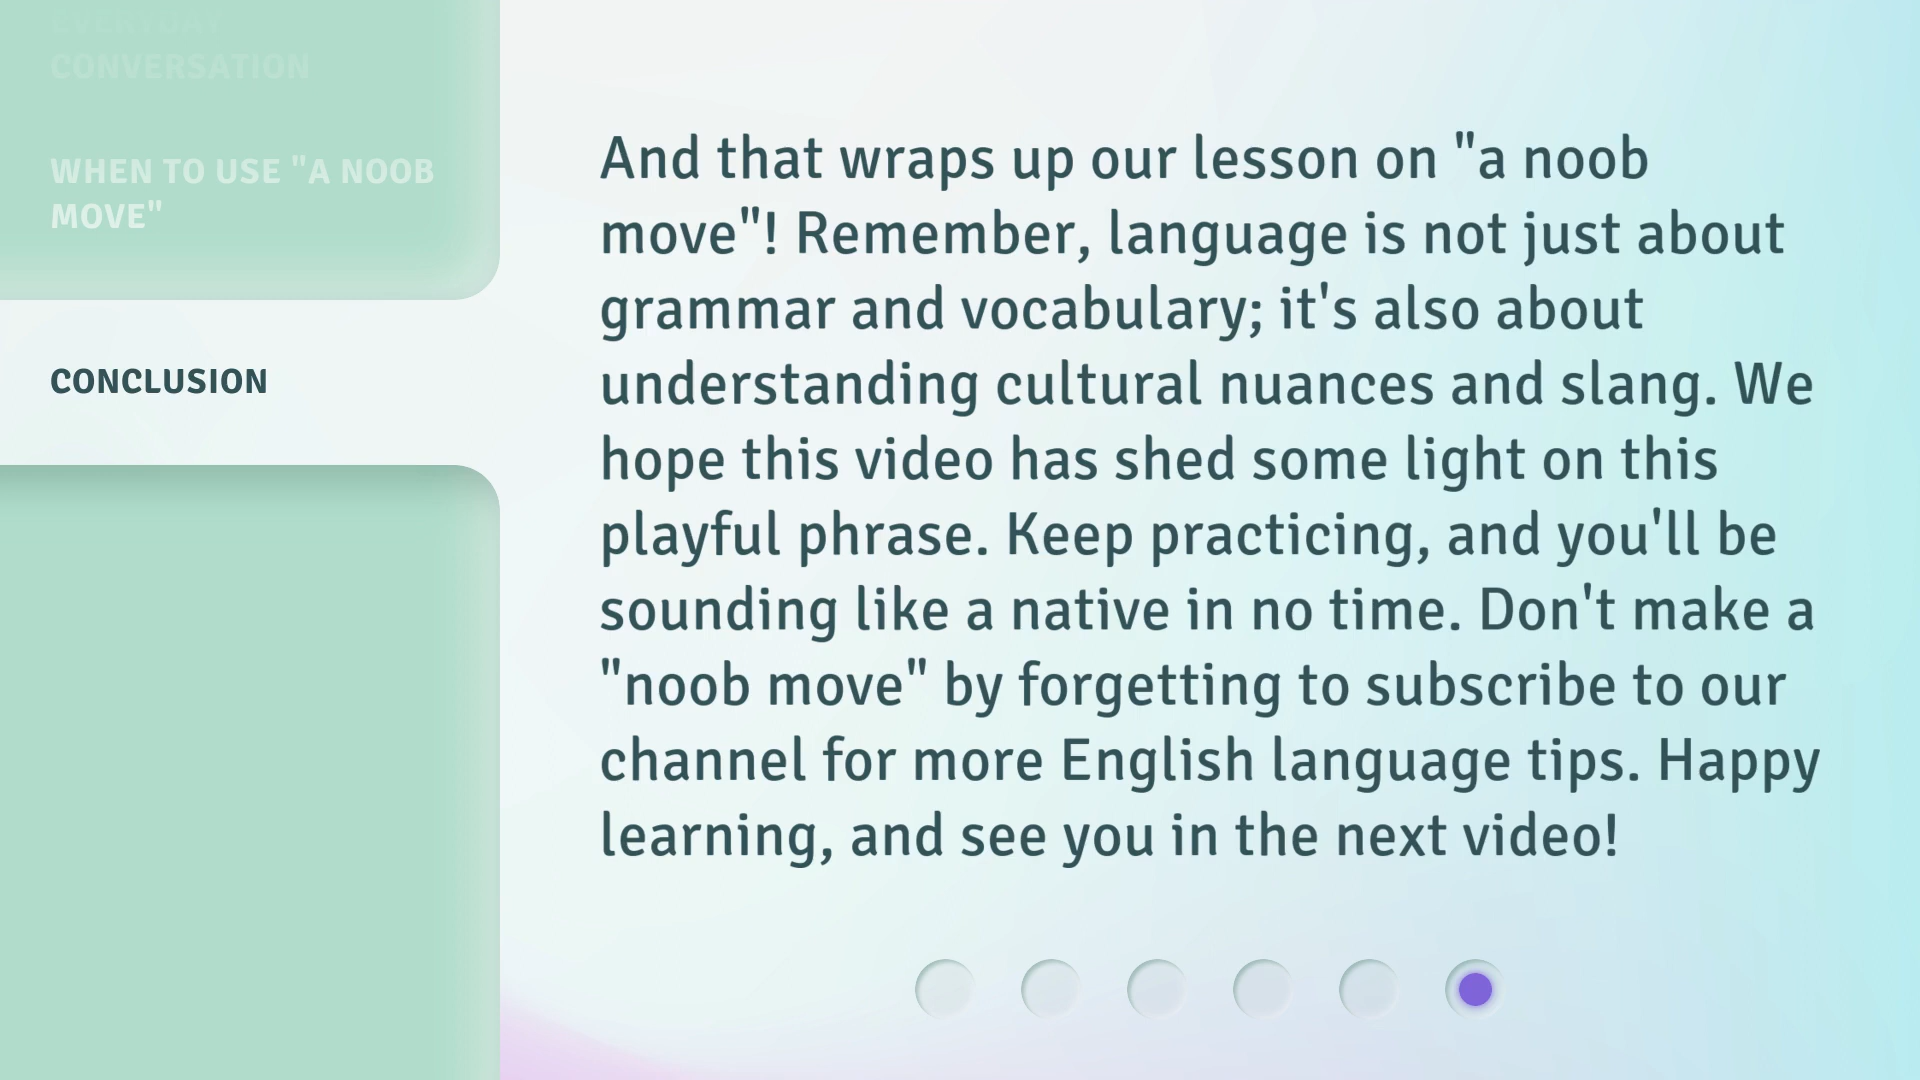 EVERYDAY
CONVERSATION
WHEN TO USE "A NOOB
MOVE"
CONCLUSION
And that wraps up our lesson on "a noob
move"! Remember, language is not just about
grammar and vocabulary; it's also about
understanding cultural nuances and slang. We
hope this video has shed some light on this
playful phrase. Keep practicing, and you'll be
sounding like a native in no time. Don't make a
"noob move" by forgetting to subscribe to our
channel for more English language tips. Happy
learning, and see you in the next video!